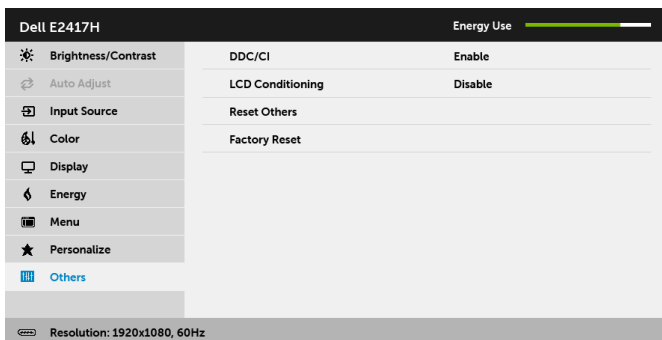 Dell E2417H Energy Use
Brightness/Contrast DDC/CI Enable
Auto Adjust LCD Conditioning Disable
Input Source Reset Others
Color Factory Reset
Display
Energy
Menu
Personalize
Others
Resolution: 1920x1080, 60Hz